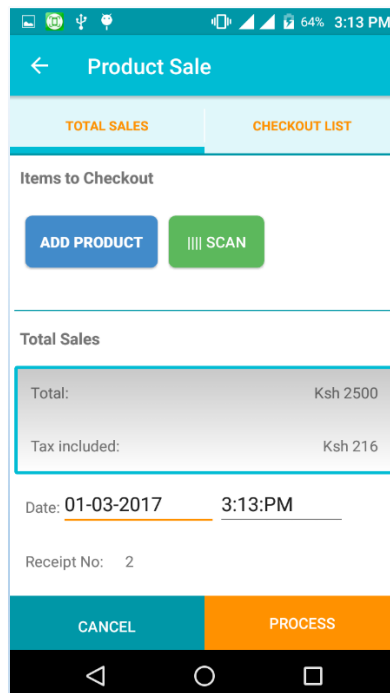 64% 3:13 PM
Product Sale
TOTAL SALES CHECKOUT LIST
Items to Checkout
ADD PRODUCT |||| SCAN
Total Sales
Total: Ksh 2500
Tax included: Ksh 216
Date: 01-03-2017 3:13:PM
Receipt No: 2
CANCEL PROCESS